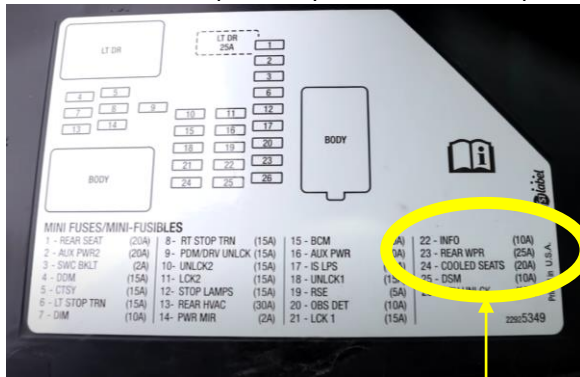 LT DR
LT DR
25A
1
2
3
4 5 6
7 8 9 10 11 12
13 14 15 16 17
18 19 20
21 22 23
24 25 26
BODY
BODY
MINI FUSES/MINI-FUSIBLES
1 - REAR SEAT (20A)
2 - AUX PWR2 (20A)
3 - SWC BKLT (2A)
4 - DDM (15A)
5 - CTSY (15A)
6 - LT STOP TRN (15A)
7 - DIM (10A)
8 - RT STOP TRN (15A)
9 - PDM/DRV UNLCK (15A)
10- UNLCK2 (15A)
11- LCK2 (15A)
12- STOP LAMPS (15A)
13- REAR HVAC (30A)
14- PWR MIR (2A)
15 - BCM
16 - AUX PWR
17 - IS LPS
18 - UNLCK1 (15A)
19 - RSE (5A)
20 - OBS DET (10A)
21 - LCK 1 (15A)
22 - INFO (10A)
23 - REAR WPR (25A)
24 - COOLED SEATS (20A)
25 - DSM (10A)
in U.S.A.
label
22925349